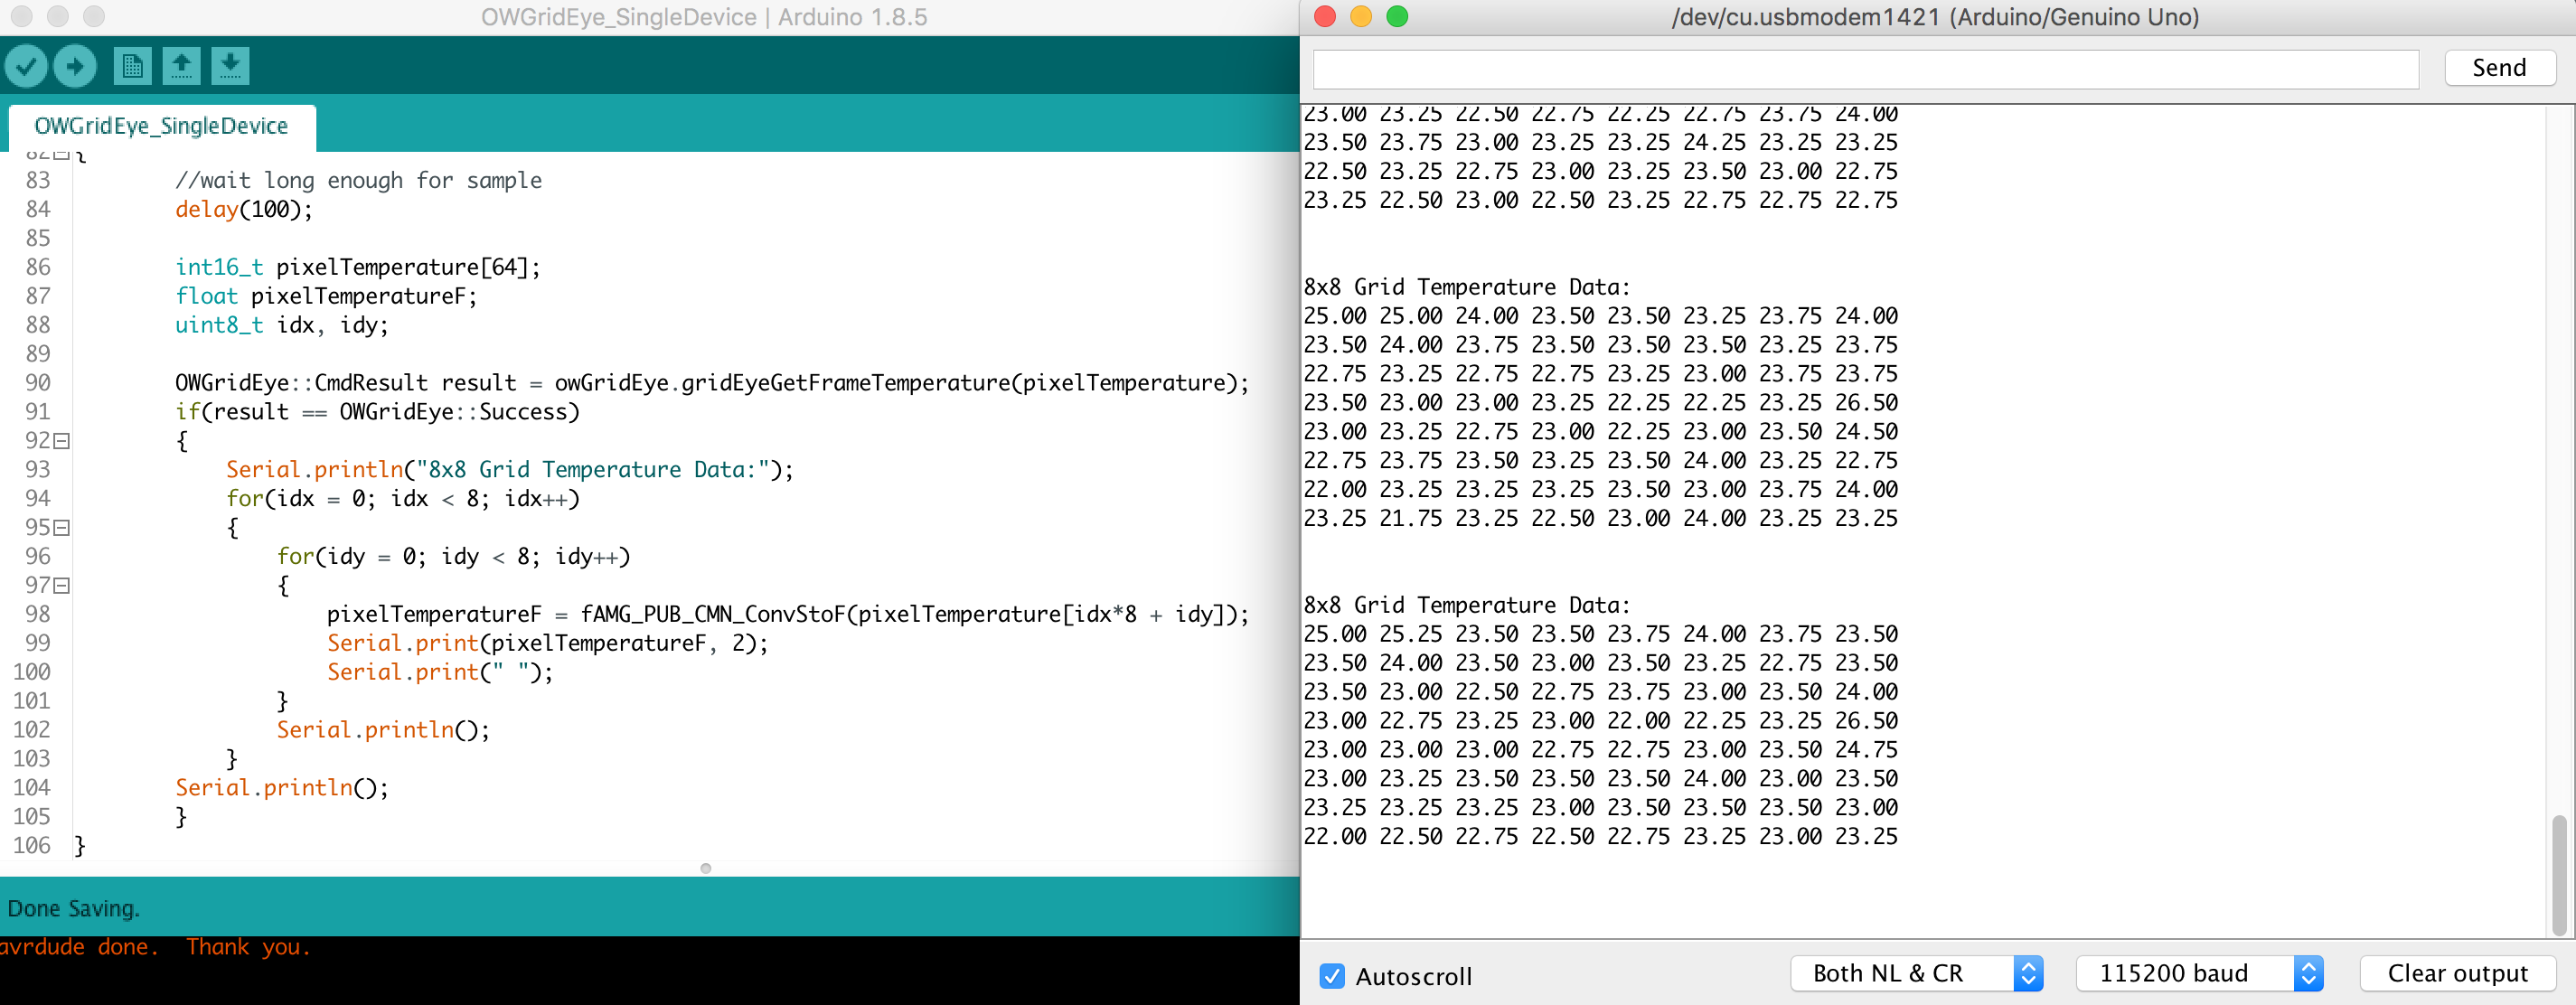 OWGridEye_SingleDevice | Arduino 1.8.5
OWGridEye_SingleDevice
82 {
83 //wait long enough for sample
84 delay(100);
85
86 int16_t pixelTemperature[64];
87 float pixelTemperatureF;
88 uint8_t idx, idy;
89
90 OWGridEye::CmdResult result = owGridEye.gridEyeGetFrameTemperature(pixelTemperature);
91 if(result == OWGridEye::Success)
92 {
93 Serial.println("8x8 Grid Temperature Data:");
94 for(idx = 0; idx < 8; idx++)
95 {
96 for(idy = 0; idy < 8; idy++)
97 {
98 pixelTemperatureF = fAMG_PUB_CMN_ConvStoF(pixelTemperature[idx*8 + idy]);
99 Serial.print(pixelTemperatureF, 2);
100 Serial.print(" ");
101 }
102 Serial.println();
103 }
104 Serial.println();
105 }
106 }
Done Saving.
avrdude done.  Thank you.
/dev/cu.usbmodem1421 (Arduino/Genuino Uno)
Send
23.00 23.25 22.50 22.75 22.25 22.75 23.75 24.00
23.50 23.75 23.00 23.25 23.25 24.25 23.25 23.25
22.50 23.25 22.75 23.00 23.25 23.50 23.00 22.75
23.25 22.50 23.00 22.50 23.25 22.75 22.75 22.75
8x8 Grid Temperature Data:
25.00 25.00 24.00 23.50 23.50 23.25 23.75 24.00
23.50 24.00 23.75 23.50 23.50 23.50 23.25 23.75
22.75 23.25 22.75 22.75 23.25 23.00 23.75 23.75
23.50 23.00 23.00 23.25 22.25 22.25 23.25 26.50
23.00 23.25 22.75 23.00 22.25 23.00 23.50 24.50
22.75 23.75 23.50 23.25 23.50 24.00 23.25 22.75
22.00 23.25 23.25 23.25 23.50 23.00 23.75 24.00
23.25 21.75 23.25 22.50 23.00 24.00 23.25 23.25
8x8 Grid Temperature Data:
25.00 25.25 23.50 23.50 23.75 24.00 23.75 23.50
23.50 24.00 23.50 23.00 23.50 23.25 22.75 23.50
23.50 23.00 22.50 22.75 23.75 23.00 23.50 24.00
23.00 22.75 23.25 23.00 22.00 22.25 23.25 26.50
23.00 23.00 23.00 22.75 22.75 23.00 23.50 24.75
23.00 23.25 23.50 23.50 23.50 24.00 23.00 23.50
23.25 23.25 23.25 23.00 23.50 23.50 23.50 23.00
22.00 22.50 22.75 22.50 22.75 23.25 23.00 23.25
Autoscroll
Both NL & CR
115200 baud
Clear output